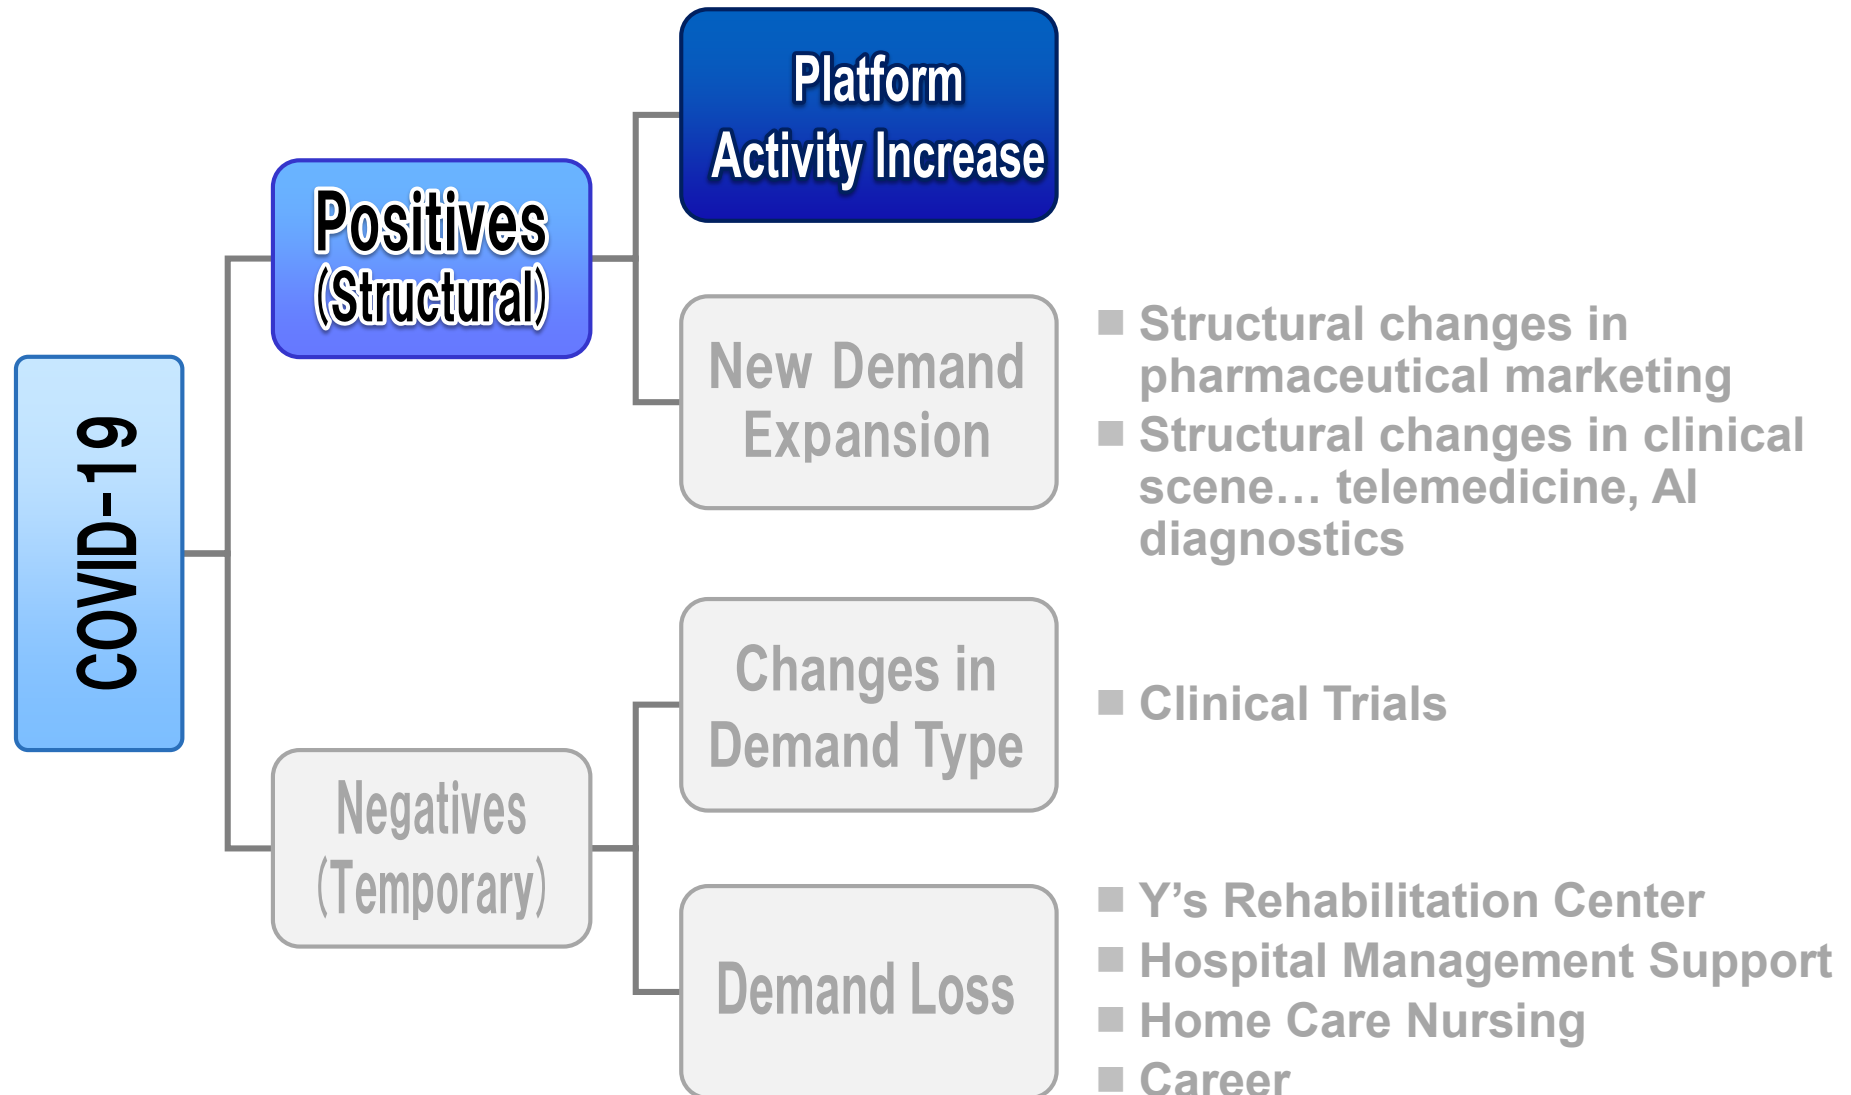 COVID-19
Positives
(Structural)
Platform
Activity Increase
New Demand
Expansion
■ Structural changes in
pharmaceutical marketing
■ Structural changes in clinical
scene… telemedicine, AI
diagnostics
Negatives
(Temporary)
Changes in
Demand Type
■ Clinical Trials
Demand Loss
■ Y’s Rehabilitation Center
■ Hospital Management Support
■ Home Care Nursing
■ Career